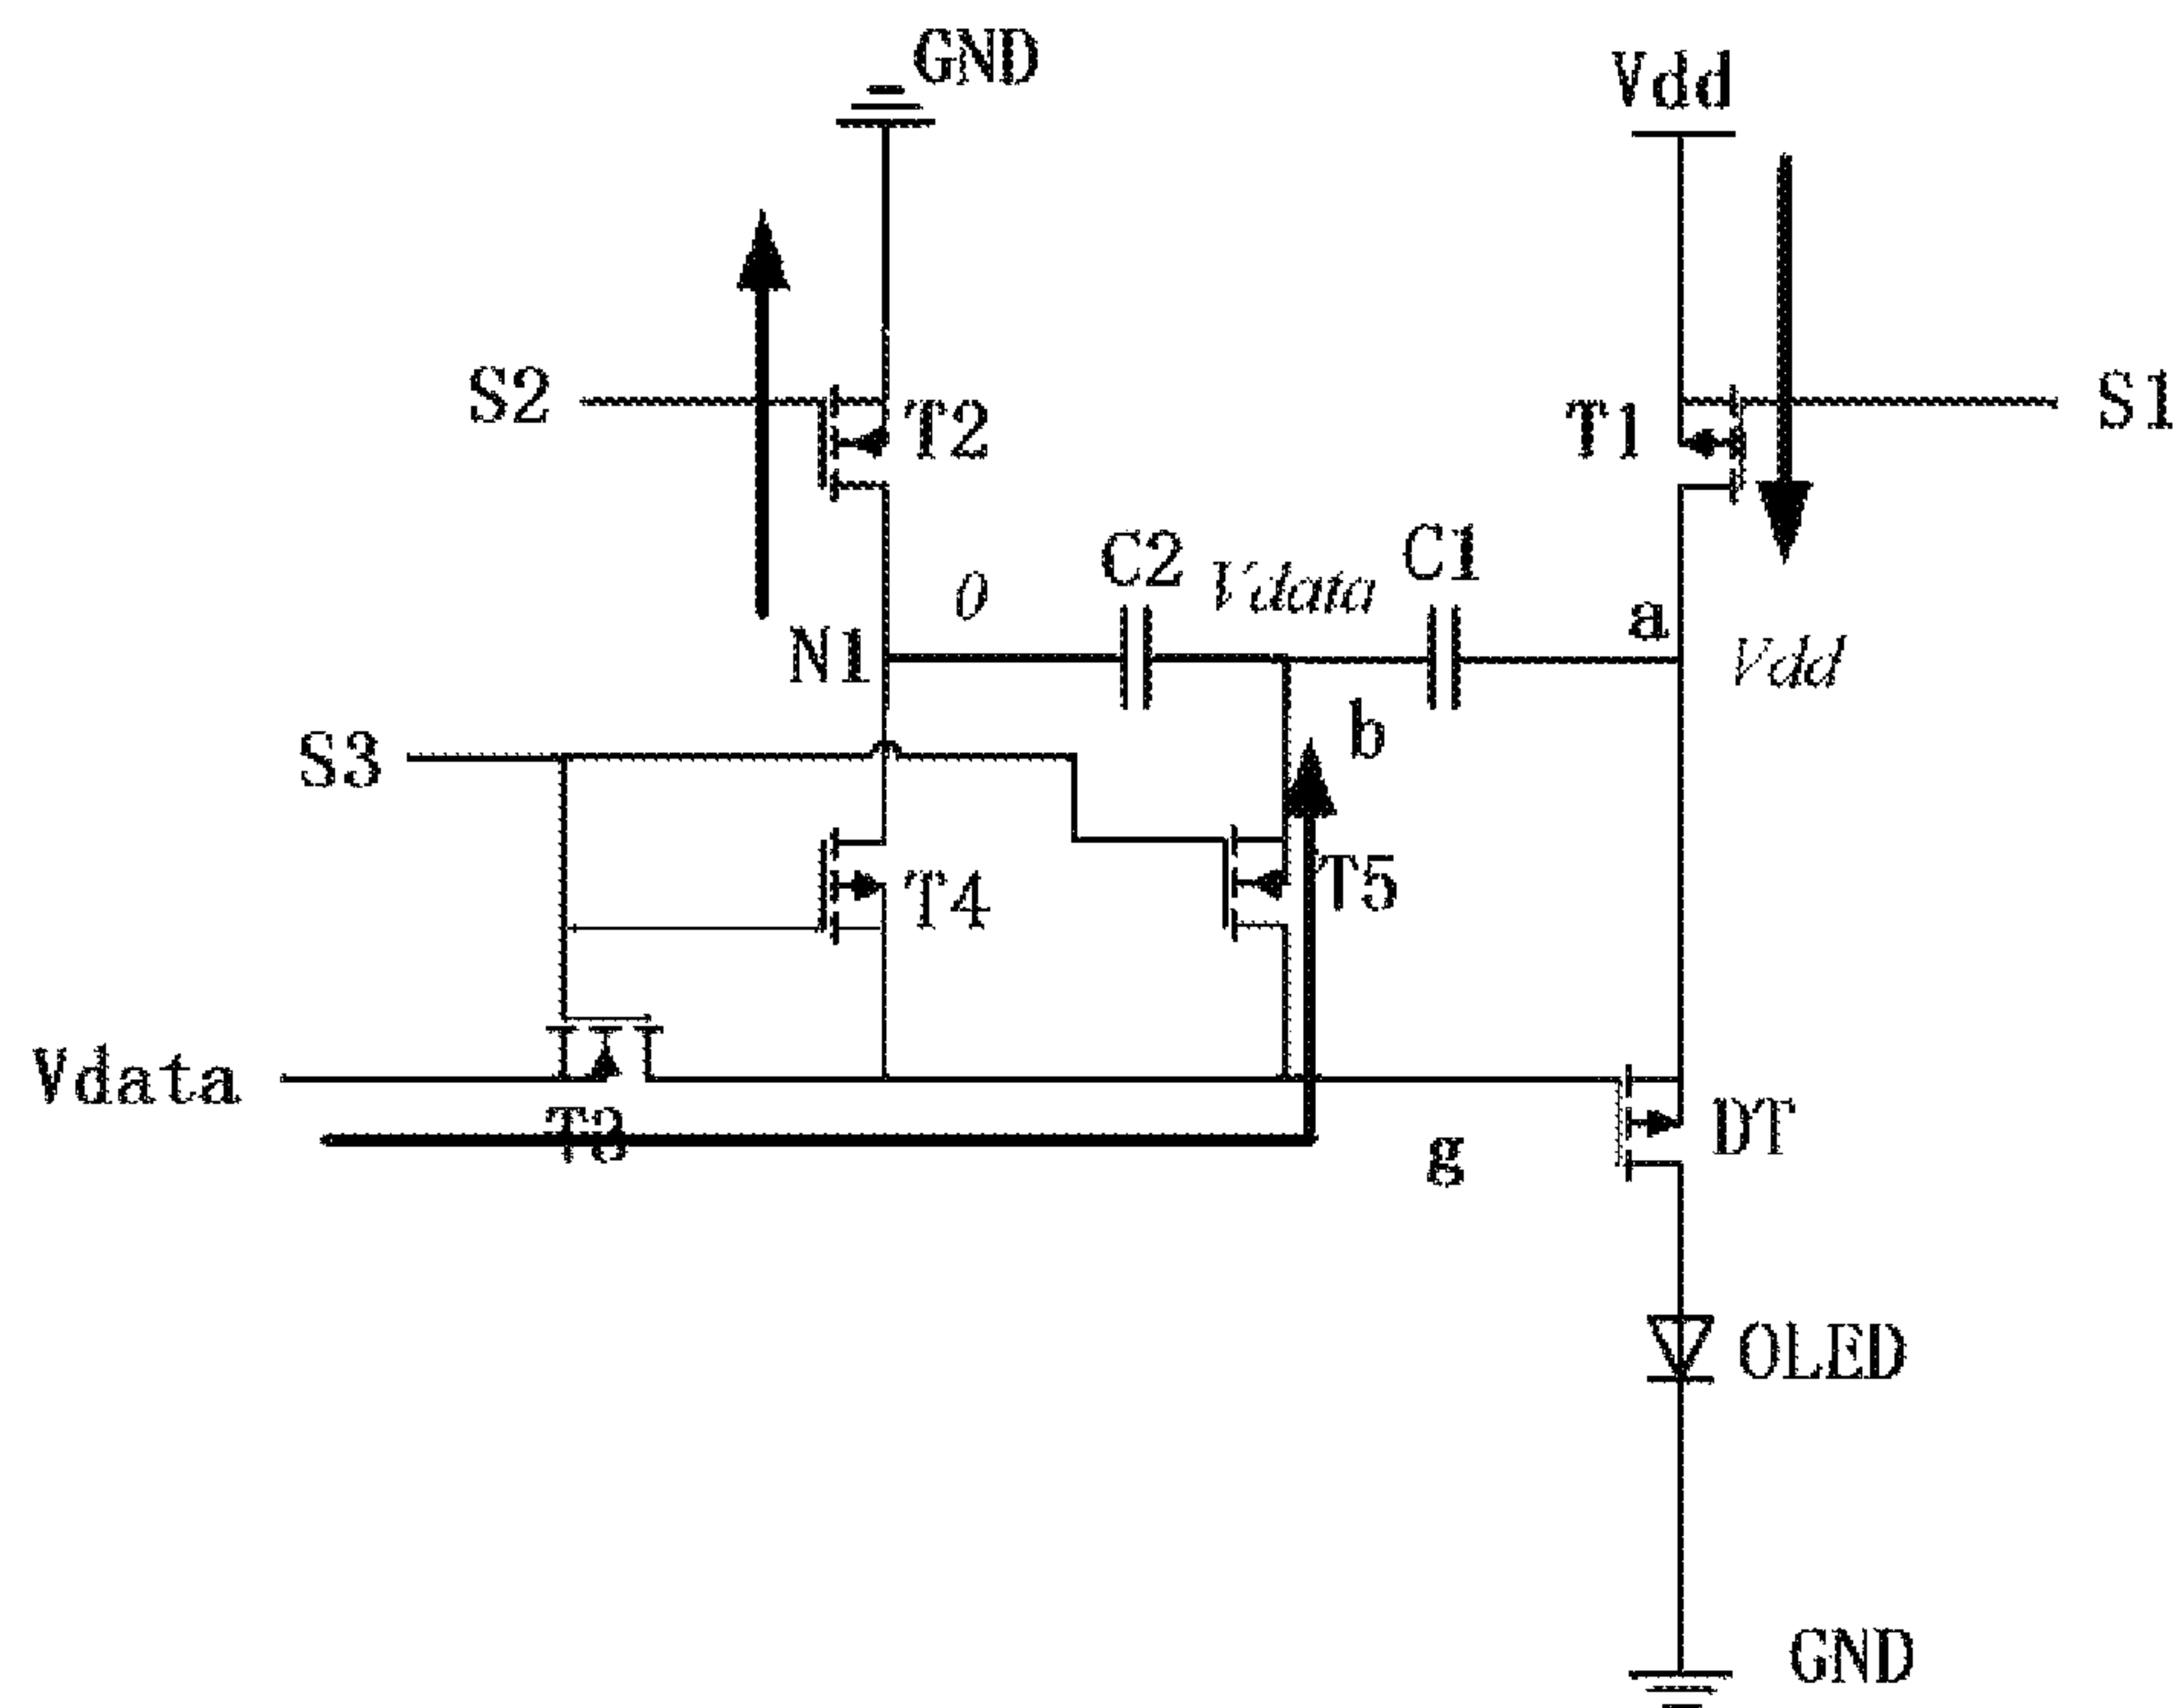 GND
Vdd
S2
T2
T1
S1
C2
Vdata
C1
0
N1
a
Vdd
b
S3
T4
T5
Vdata
T3
g
DT
OLED
GND